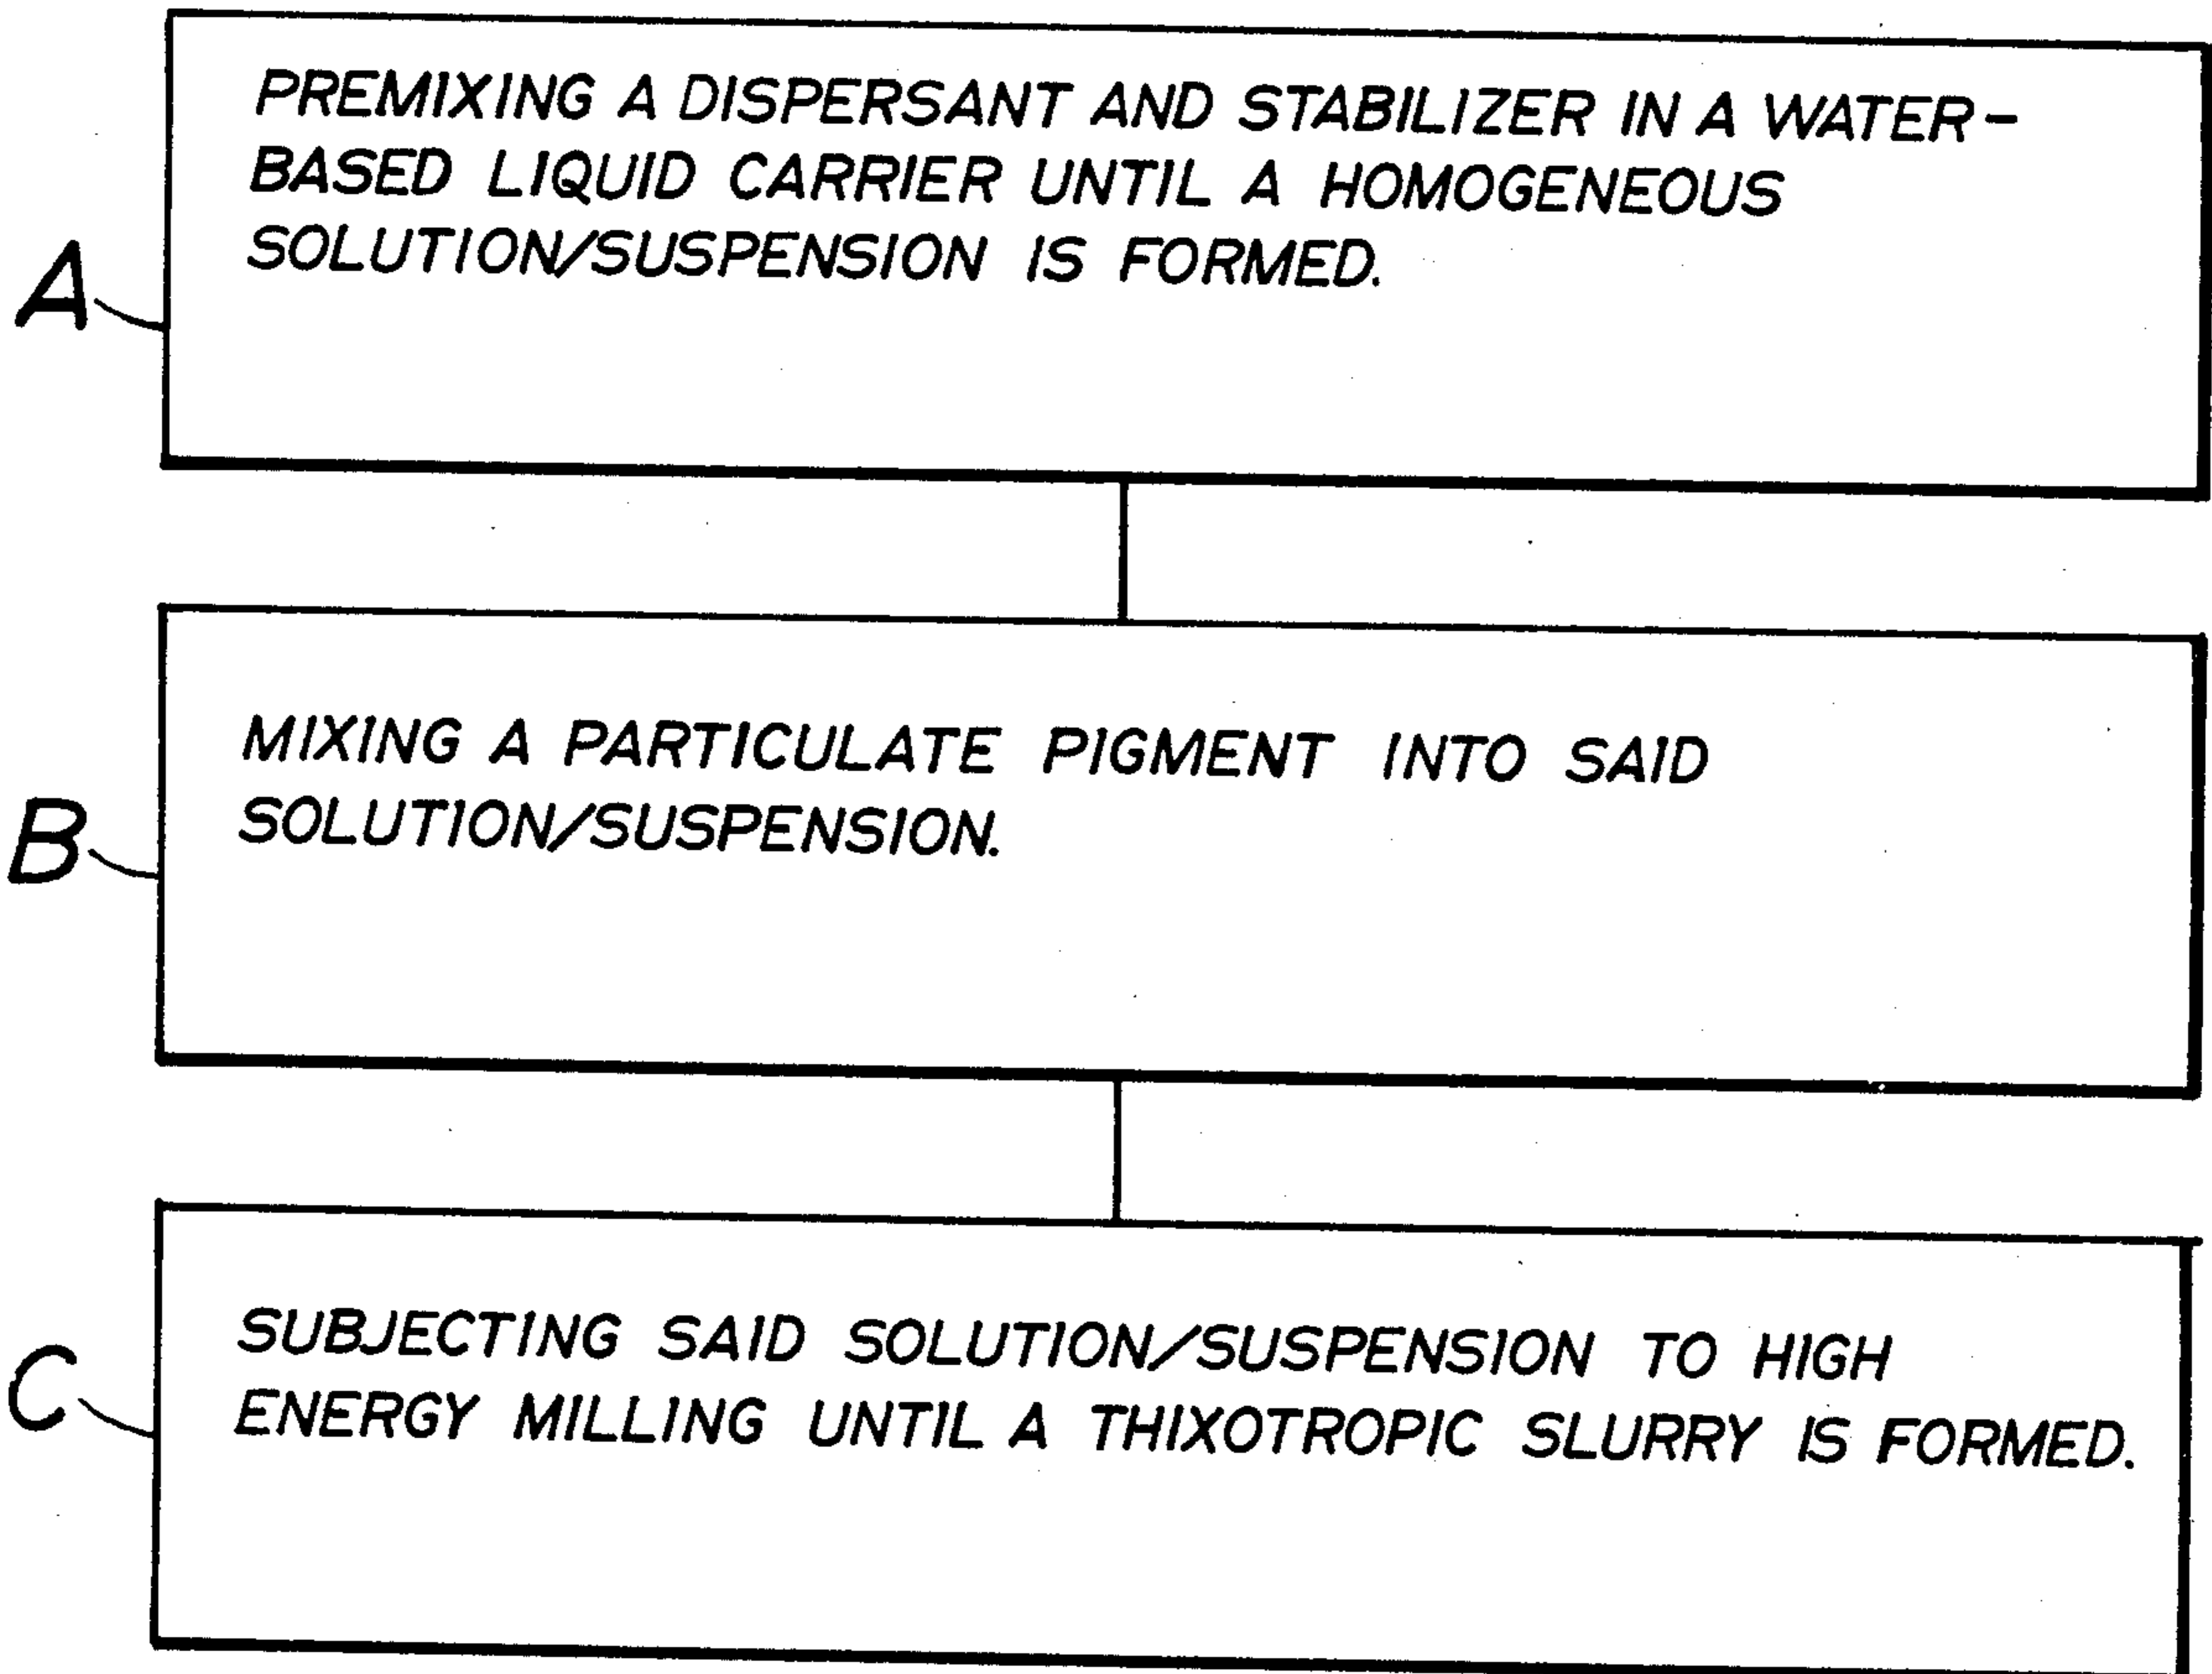 PREMIXING A DISPERSANT AND STABILIZER IN A WATER-
BASED LIQUID CARRIER UNTIL A HOMOGENEOUS
SOLUTION/SUSPENSION IS FORMED.
A
MIXING A PARTICULATE PIGMENT INTO SAID
SOLUTION/SUSPENSION.
B
SUBJECTING SAID SOLUTION/SUSPENSION TO HIGH
ENERGY MILLING UNTIL A THIXOTROPIC SLURRY IS FORMED.
C